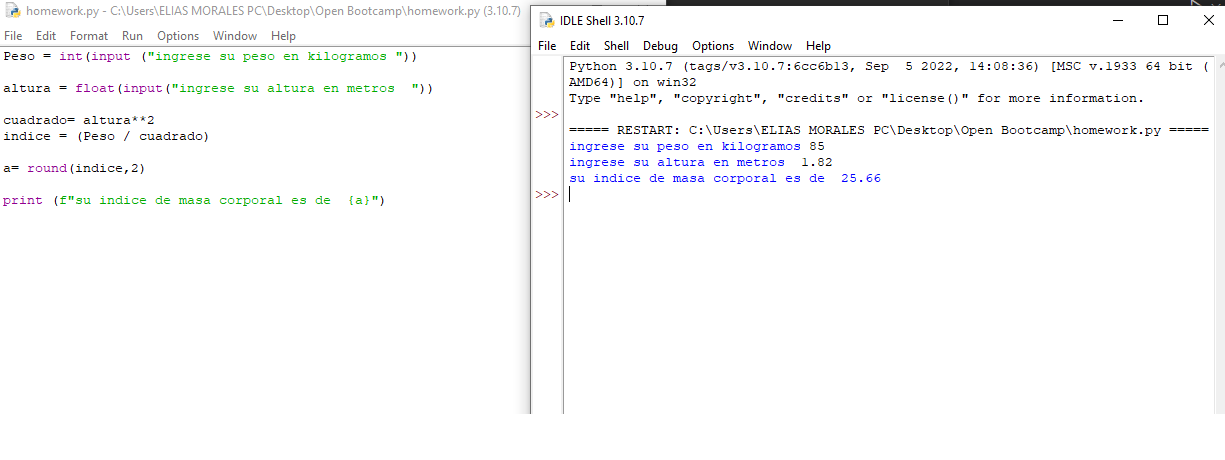 homework.py - C:\Users\ELIAS MORALES PC\Desktop\Open Bootcamp\homework.py (3.10.7)
File Edit Format Run Options Window Help
Peso = int(input ("ingrese su peso en kilogramos "))
altura = float(input("ingrese su altura en metros  "))
cuadrado= altura**2
indice = (Peso / cuadrado)
a= round(indice,2)
print (f"su indice de masa corporal es de  {a}")
IDLE Shell 3.10.7
File Edit Shell Debug Options Window Help
Python 3.10.7 (tags/v3.10.7:6cc6b13, Sep  5 2022, 14:08:36) [MSC v.1933 64 bit (
AMD64)] on win32
Type "help", "copyright", "credits" or "license()" for more information.
>>>
===== RESTART: C:\Users\ELIAS MORALES PC\Desktop\Open Bootcamp\homework.py =====
ingrese su peso en kilogramos 85
ingrese su altura en metros  1.82
su indice de masa corporal es de  25.66
>>>